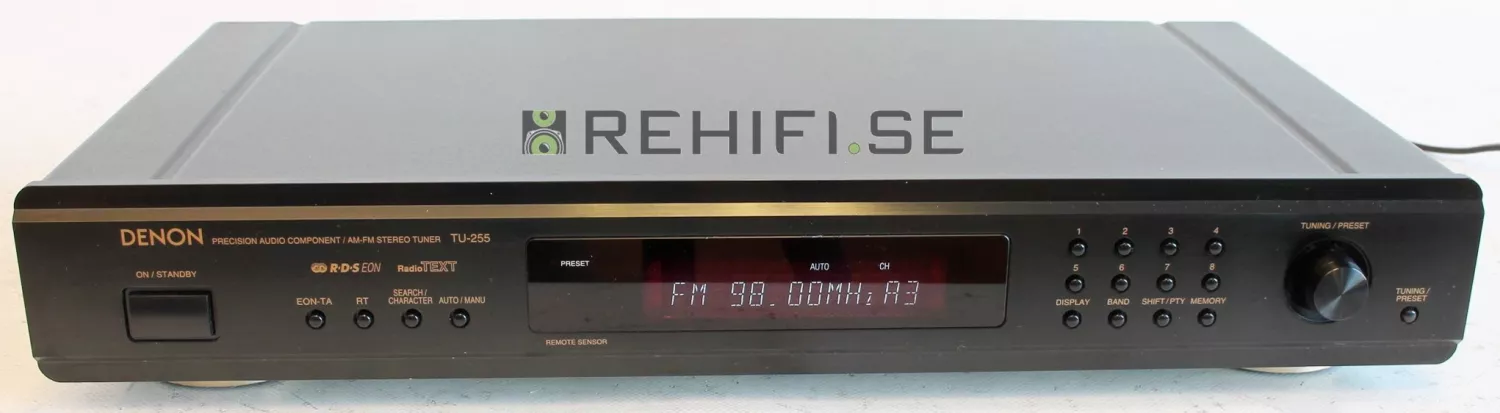 REHIFI.SE
DENON PRECISION AUDIO COMPONENT / AM-FM STEREO TUNER TU-255
ON / STANDBY
R·D·S EON RadioTEXT
EON-TA RT SEARCH / CHARACTER AUTO / MANU
PRESET AUTO CH
FM 98.00MHz A3
REMOTE SENSOR
1 2 3 4
5 6 7 8
DISPLAY BAND SHIFT / PTY MEMORY
TUNING / PRESET
TUNING /
PRESET